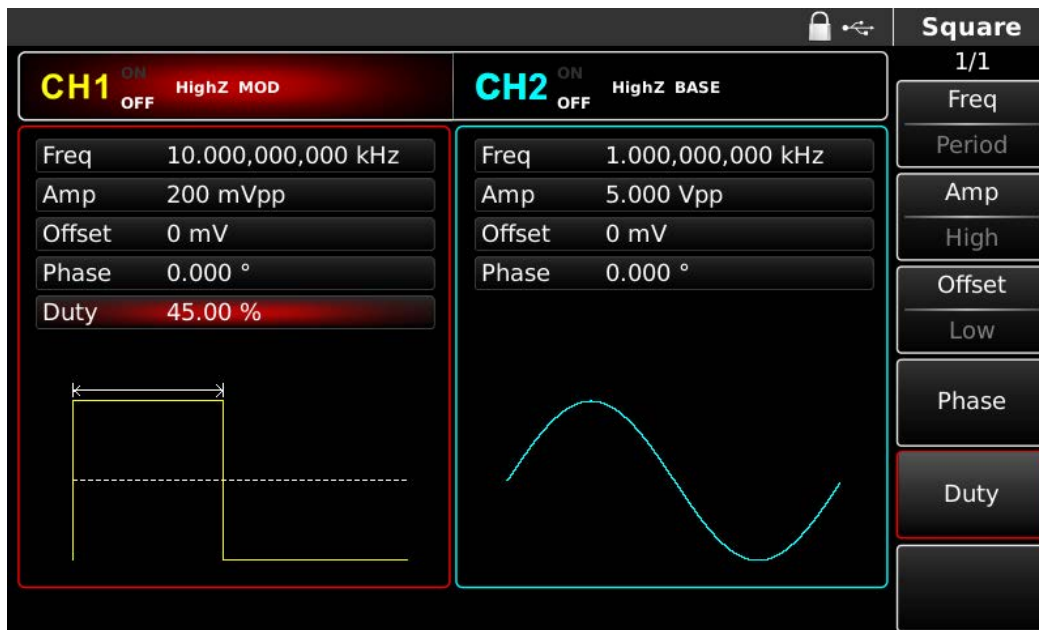 Square
1/1
CH1 ON OFF HighZ MOD
CH2 ON OFF HighZ BASE
Freq 10.000,000,000 kHz
Amp 200 mVpp
Offset 0 mV
Phase 0.000 °
Duty 45.00 %
Freq 1.000,000,000 kHz
Amp 5.000 Vpp
Offset 0 mV
Phase 0.000 °
Freq
Period
Amp
High
Offset
Low
Phase
Duty